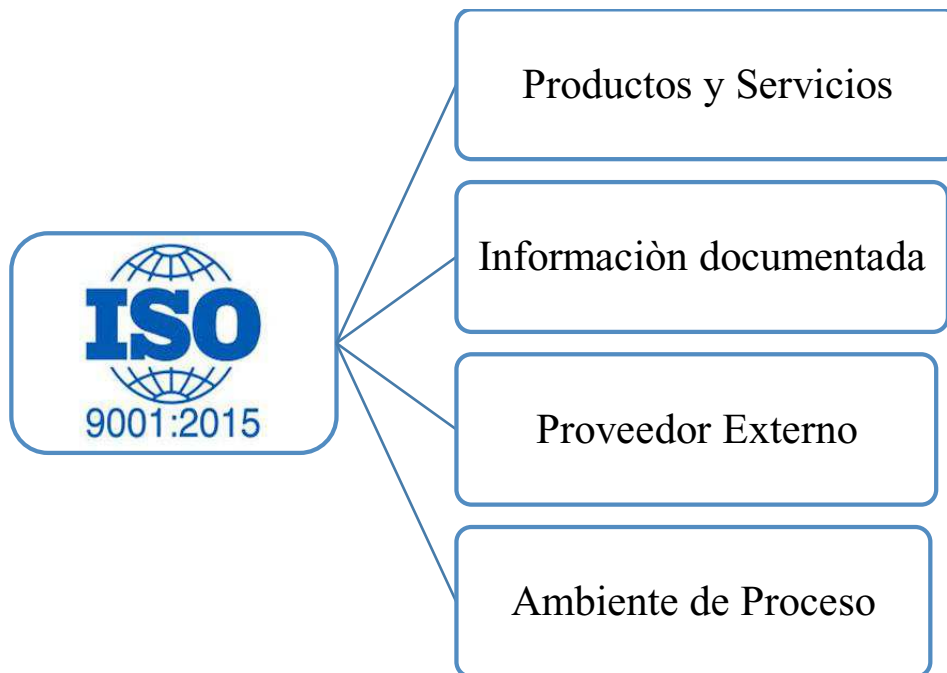 ISO
9001:2015
Productos y Servicios
Informaciòn documentada
Proveedor Externo
Ambiente de Proceso